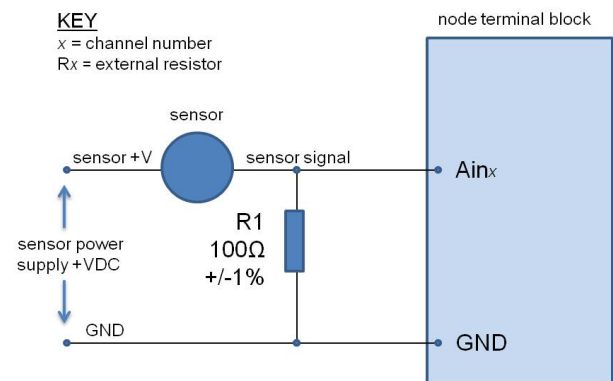 KEY
x = channel number
Rx = external resistor
node terminal block
sensor
sensor +V
sensor signal
Ainx
R1
100Ω
+/-1%
sensor power
supply +VDC
GND
GND